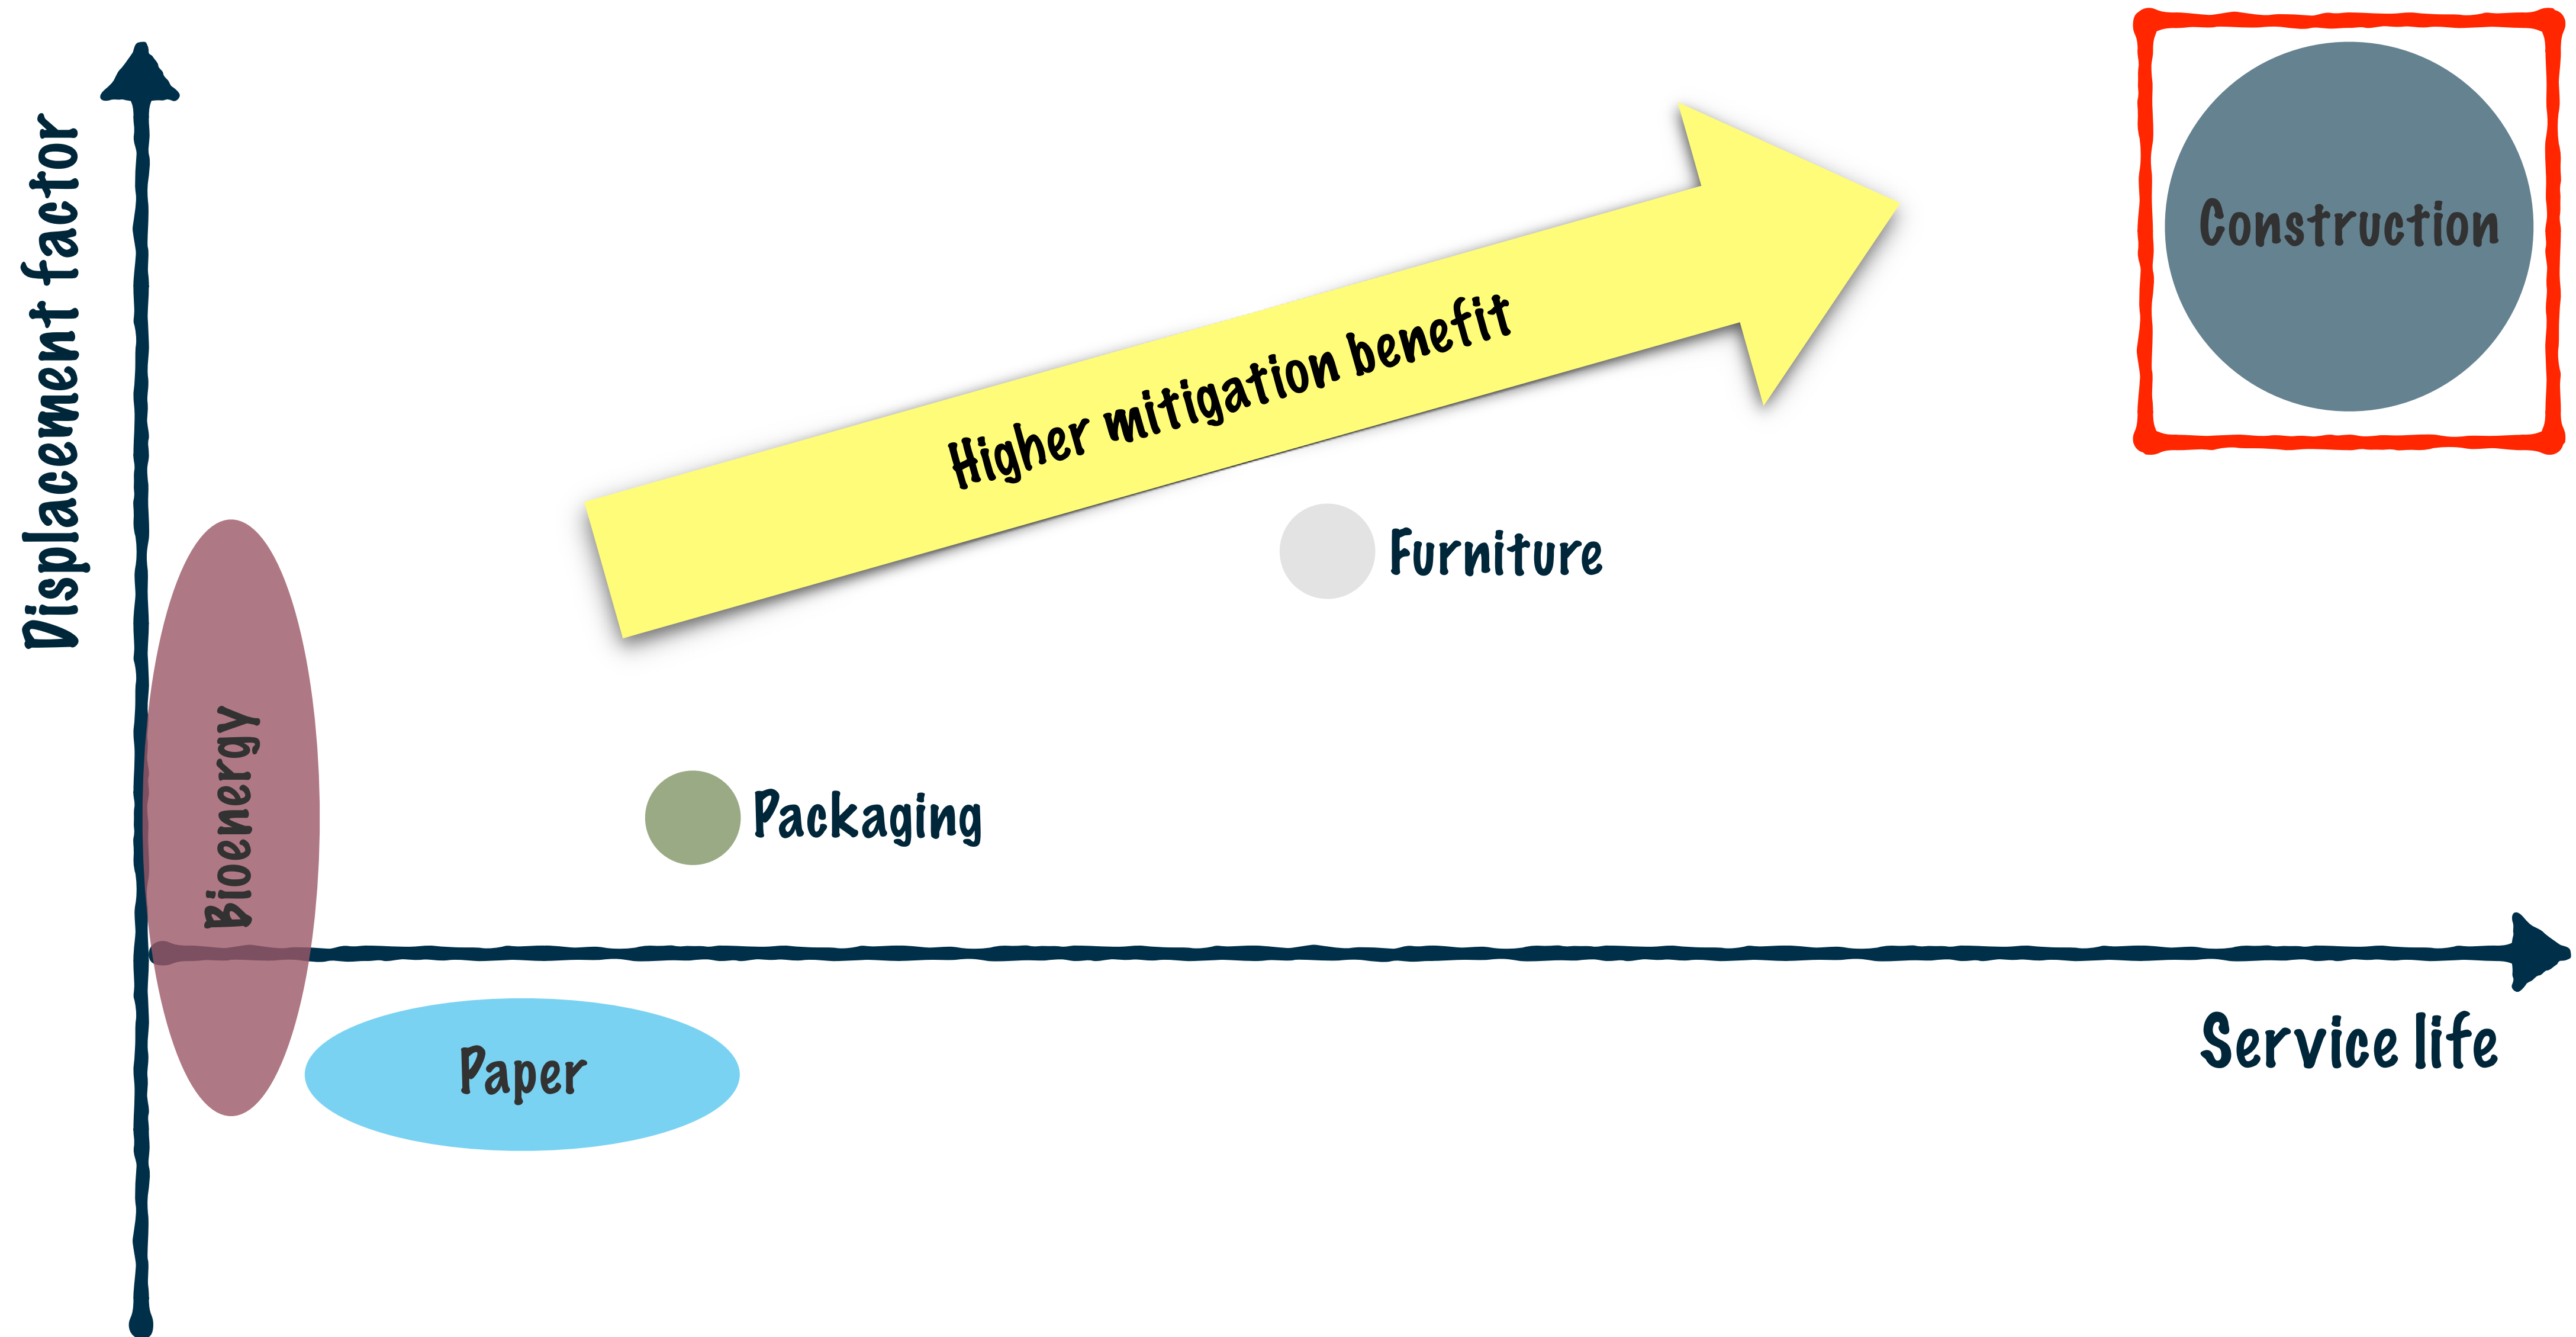 Displacement factor
Construction
Higher mitigation benefit
Furniture
Bioenergy
Packaging
Service life
Paper